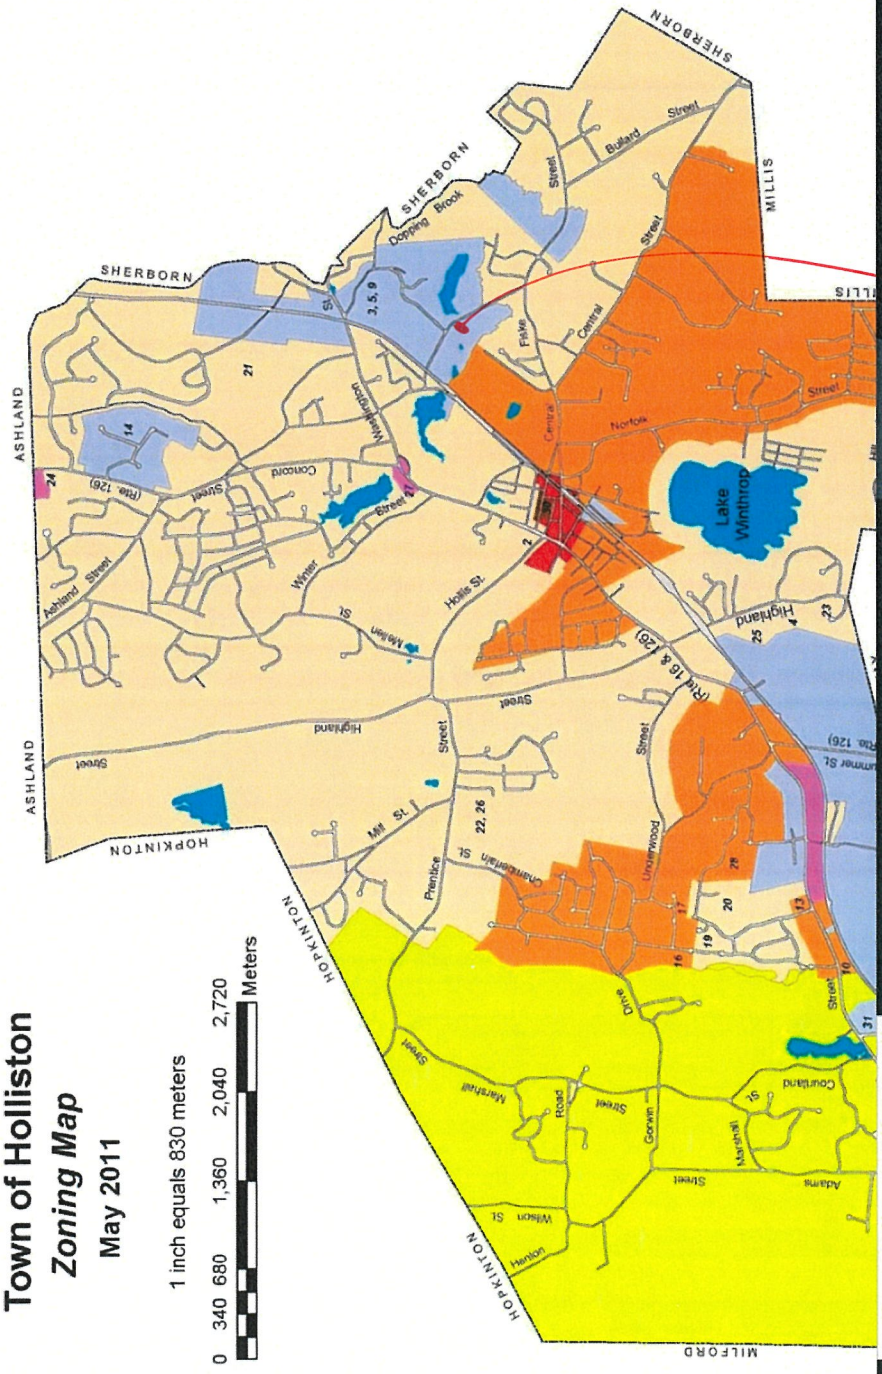 Town of Holliston
Zoning Map
May 2011
1 inch equals 830 meters
0 340 680 1,360 2,040 2,720
Meters
MILFORD
HOPKINTON
HOPKINTON
HOPKINTON
ASHLAND
ASHLAND
SHERBORN
SHERBORN
SHERBORN
MILLIS
Hanlon
Wilson St.
Road
Street
Marshall
Street
Gorwin
Drive
Street
Marshall
St.
Adams
Courtland
Street
31
10
13
16
17
19
20
28
Underwood
Street
Chamberlain
St.
Prentice
Street
Mill St.
22, 26
Street
Highland
Street
(Rte 16 & 126)
Rte. 126)
ummer St.
Highland
25
4
23
Lake
Winthrop
Hollis St.
Mellen
St.
Winter
Street
Ashland Street
(Rte. 126)
Street
Concord
24
14
21
27
2
Washington
St.
3, 5, 9
Dopping Brook
Fiske
Street
Central
Central
Street
Norfolk
Street
Bullard
Street